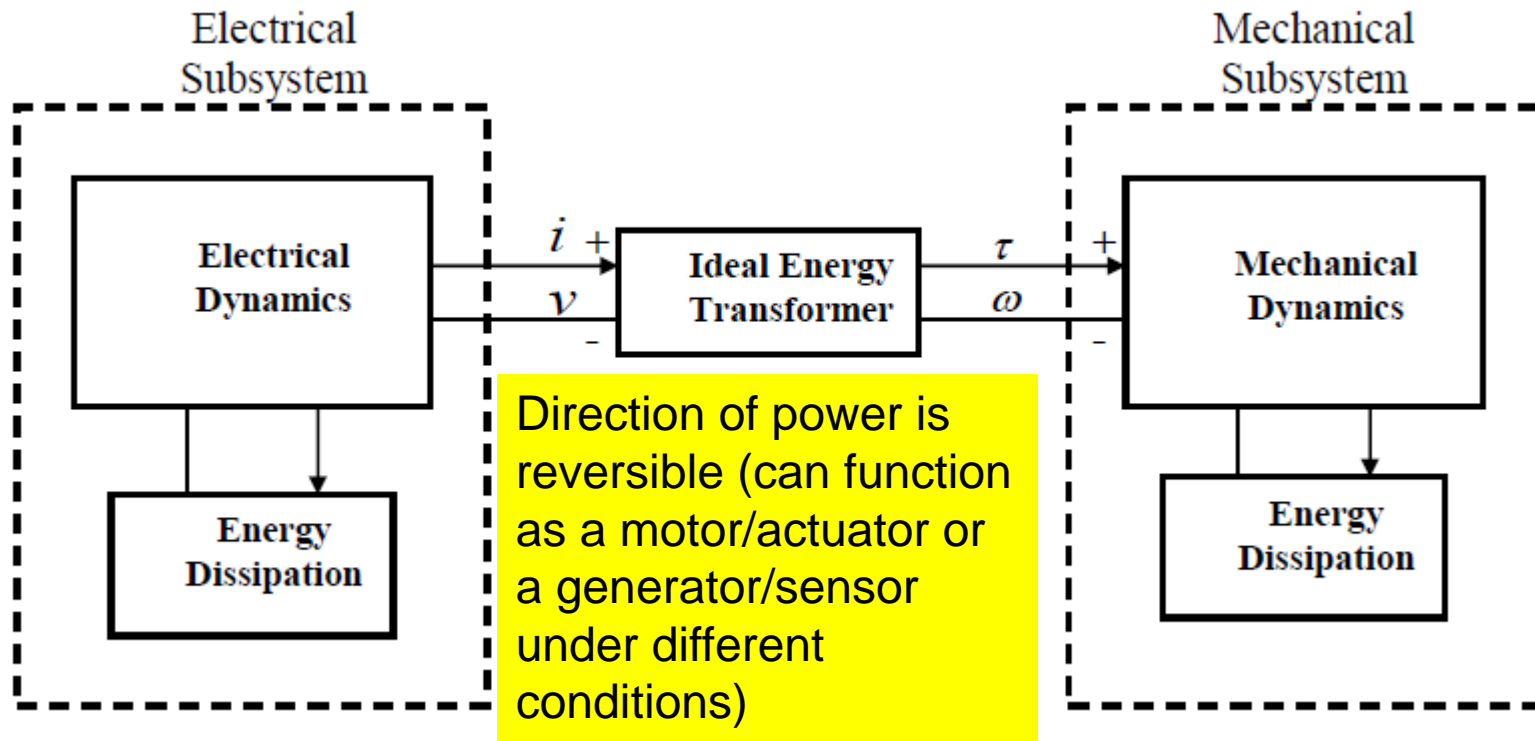 Electrical
Subsystem
Mechanical
Subsystem
Electrical
Dynamics
i +
v
-
Ideal Energy
Transformer
τ
+
ω
-
Mechanical
Dynamics
Energy
Dissipation
Direction of power is
reversible (can function
as a motor/actuator or
a generator/sensor
under different
conditions)
Energy
Dissipation